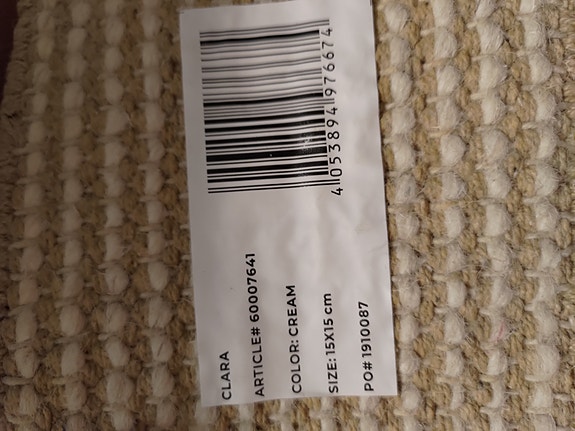 4053894976674
CLARA
ARTICLE# 60007641
COLOR: CREAM
SIZE: 15X15 cm
PO# 1910087